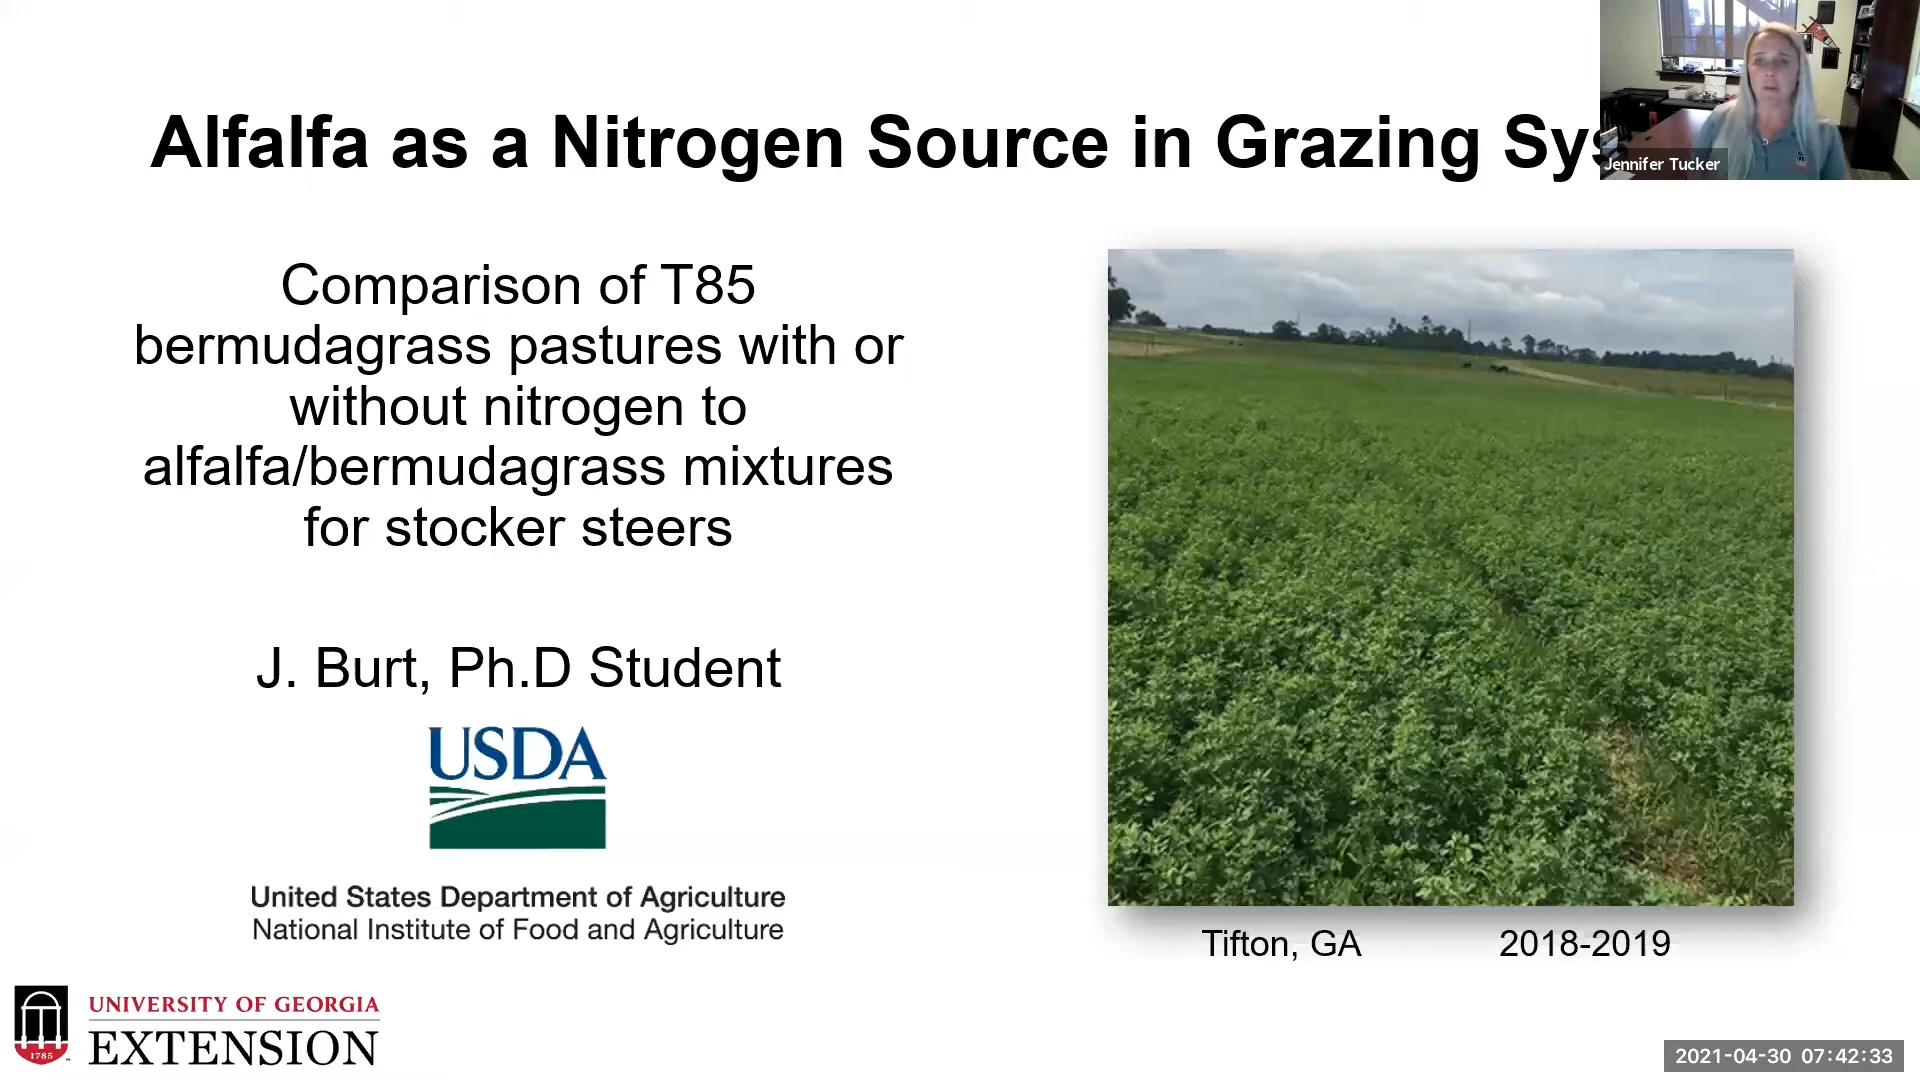 Alfalfa as a Nitrogen Source in Grazing
Jennifer Tucker
Comparison of T85
bermudagrass pastures with or
without nitrogen to
alfalfa/bermudagrass mixtures
for stocker steers
J. Burt, Ph.D Student
USDA
United States Department of Agriculture
National Institute of Food and Agriculture
Tifton, GA 2018-2019
1785
UNIVERSITY OF GEORGIA
EXTENSION
2021-04-30 07:42:33